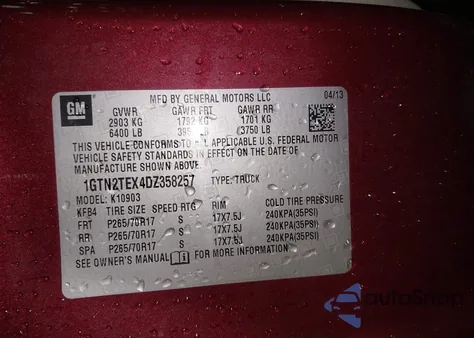 GM
MFD BY GENERAL MOTORS LLC 04/13
GVWR GAWR FRT GAWR RR
2903 KG 1792 KG 1701 KG
6400 LB 3750 LB
THIS VEHICLE CONFORMS TO ALL APPLICABLE U.S. FEDERAL MOTOR
VEHICLE SAFETY STANDARDS IN EFFECT ON THE DATE OF
MANUFACTURE SHOWN ABOVE.
1GTN2TEX4DZ358257 TYPE: TRUCK
MODEL: K10903
KFB4 TIRE SIZE SPEED RTG RIM COLD TIRE PRESSURE
FRT P265/70R17 S 17X7.5J 240KPA(35PSI)
RR P265/70R17 S 17X7.5J 240KPA(35PSI)
SPA P265/70R17 S 17X7.5J 240KPA(35PSI)
SEE OWNER'S MANUAL FOR MORE INFORMATION.
autoSnap